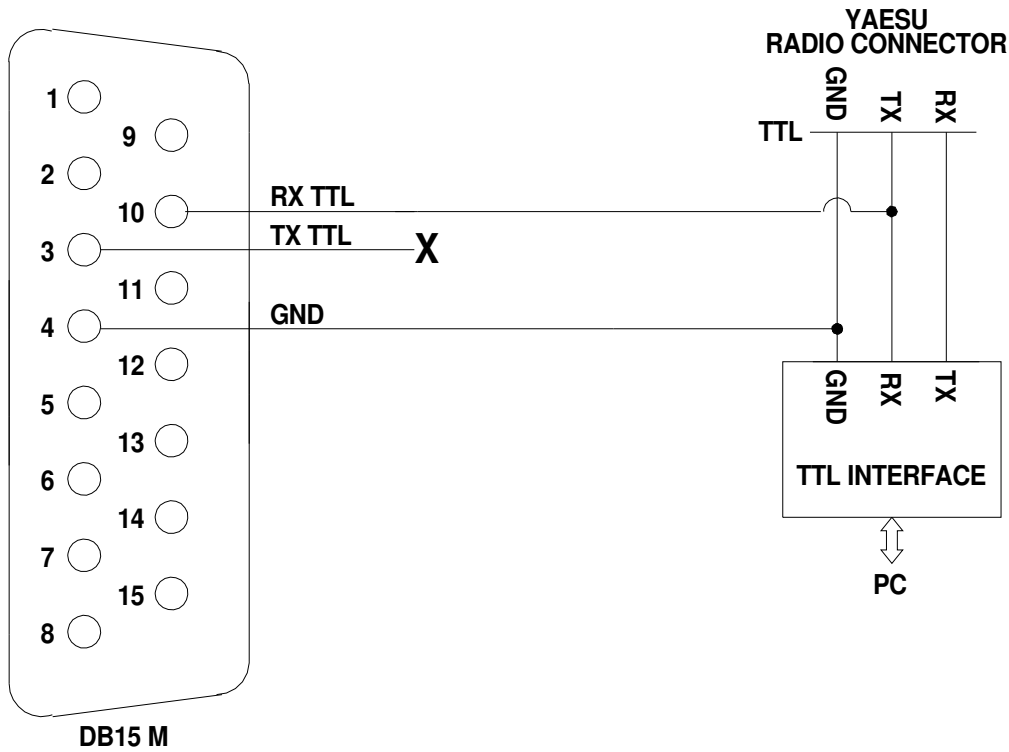 YAESU
RADIO CONNECTOR
GND
TX
RX
TTL
1
9
2
10
RX TTL
3
TX TTL
X
11
4
GND
12
5
13
6
14
7
15
8
GND
RX
TX
TTL INTERFACE
PC
DB15 M